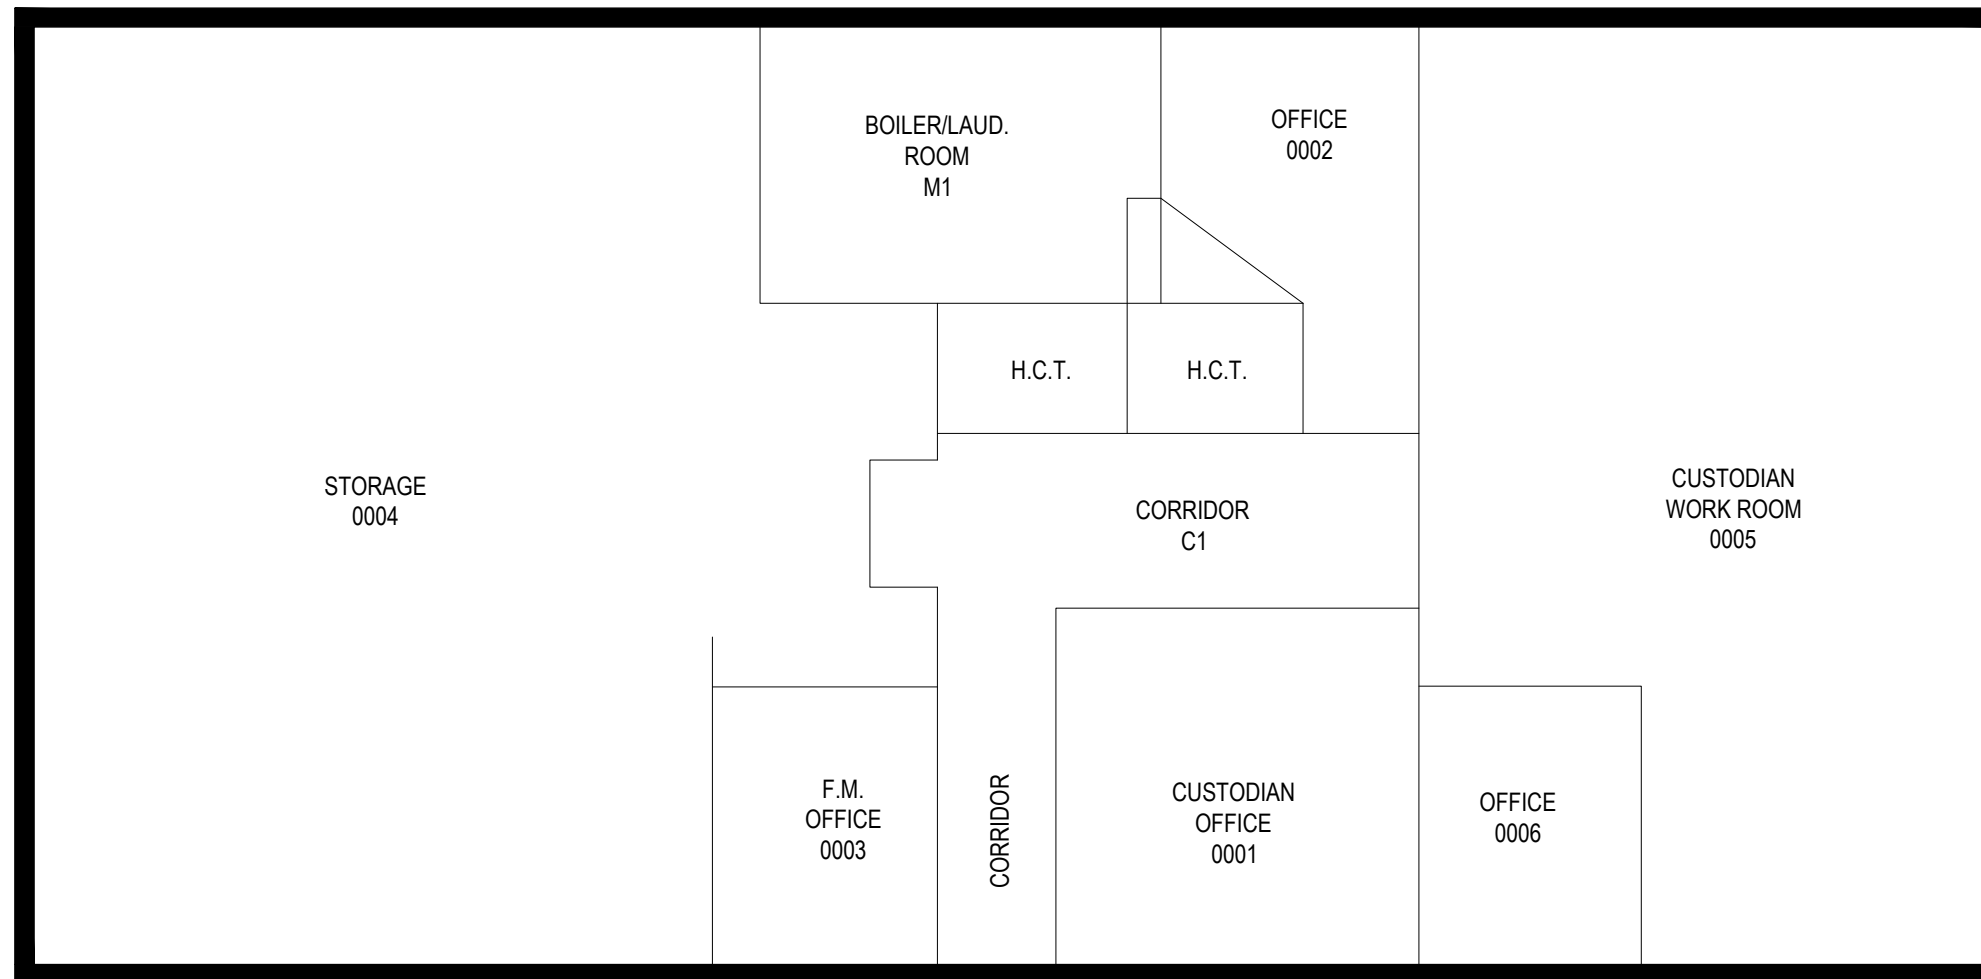 BOILER/LAUD.
ROOM
M1
OFFICE
0002
H.C.T.
H.C.T.
STORAGE
0004
CORRIDOR
C1
CUSTODIAN
WORK ROOM
0005
F.M.
OFFICE
0003
CORRIDOR
CUSTODIAN
OFFICE
0001
OFFICE
0006